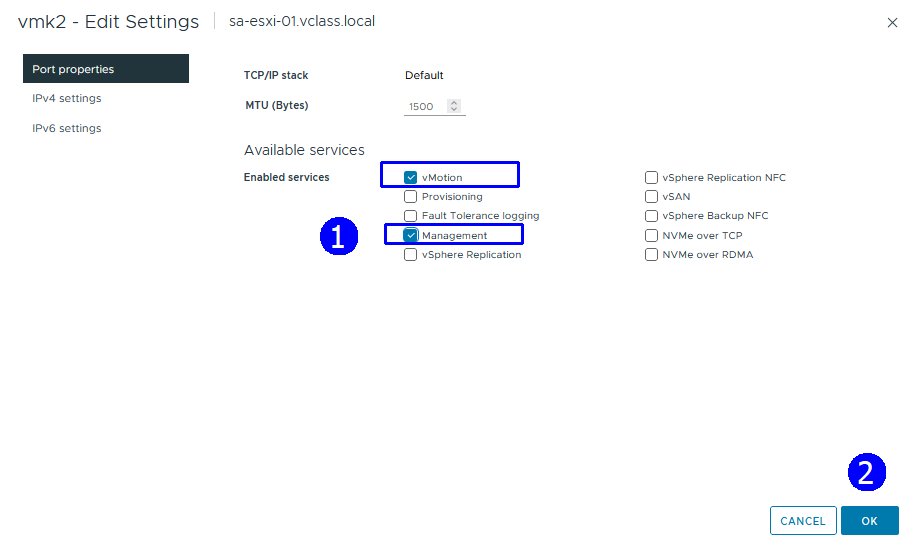 vmk2 - Edit Settings | sa-esxi-01.vclass.local
Port properties
IPv4 settings
IPv6 settings
TCP/IP stack Default
MTU (Bytes) 1500
Available services
Enabled services
vMotion
Provisioning
Fault Tolerance logging
Management
vSphere Replication
vSphere Replication NFC
vSAN
vSphere Backup NFC
NVMe over TCP
NVMe over RDMA
1
2
CANCEL OK